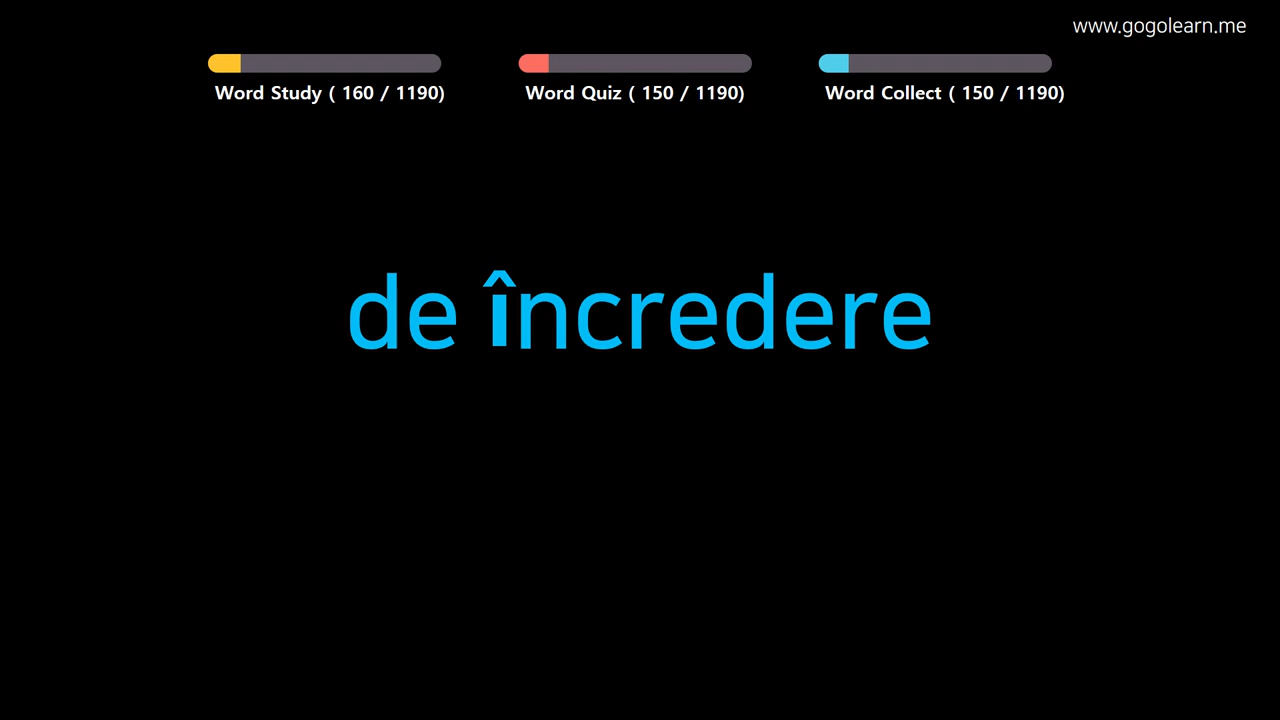 www.gogolearn.me
Word Study ( 160 / 1190)
Word Quiz ( 150 / 1190)
Word Collect ( 150 / 1190)
de încredere